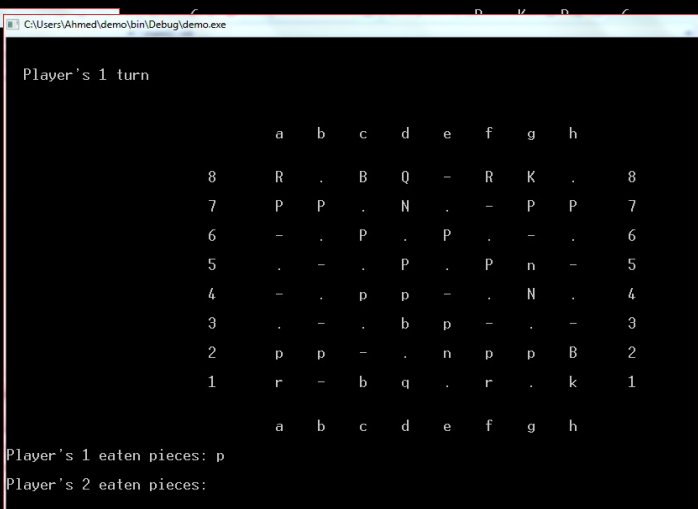 C:\Users\Ahmed\demo\bin\Debug\demo.exe
Player's 1 turn
a b c d e f g h
8 R . B Q - R K . 8
7 P P . N . - P P 7
6 - . P . P . - . 6
5 . - . P . P n - 5
4 - . p p - . N . 4
3 . - . b p - . - 3
2 p p - . n p p B 2
1 r - b q . r . k 1
a b c d e f g h
Player's 1 eaten pieces: p
Player's 2 eaten pieces: